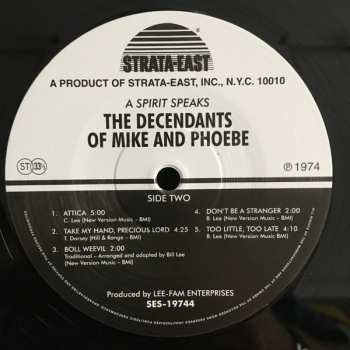 STRATA-EAST
A PRODUCT OF STRATA-EAST, INC., N.Y.C. 10010
A SPIRIT SPEAKS
THE DECENDANTS
OF MIKE AND PHOEBE
ST 33⅓
℗ 1974
SIDE TWO
1. ATTICA 5:00
C. Lee (New Version Music – BMI)
2. TAKE MY HAND, PRECIOUS LORD 4:25
T. Dorsey (Hill & Range – BMI)
3. BOLL WEEVIL 2:00
Traditional – Arranged and adapted by Bill Lee
(New Version Music – BMI)
4. DON'T BE A STRANGER 2:00
B. Lee (New Version Music – BMI)
5. TOO LITTLE, TOO LATE 4:10
B. Lee (New Version Music – BMI)
Produced by LEE-FAM ENTERPRISES
SES-19744